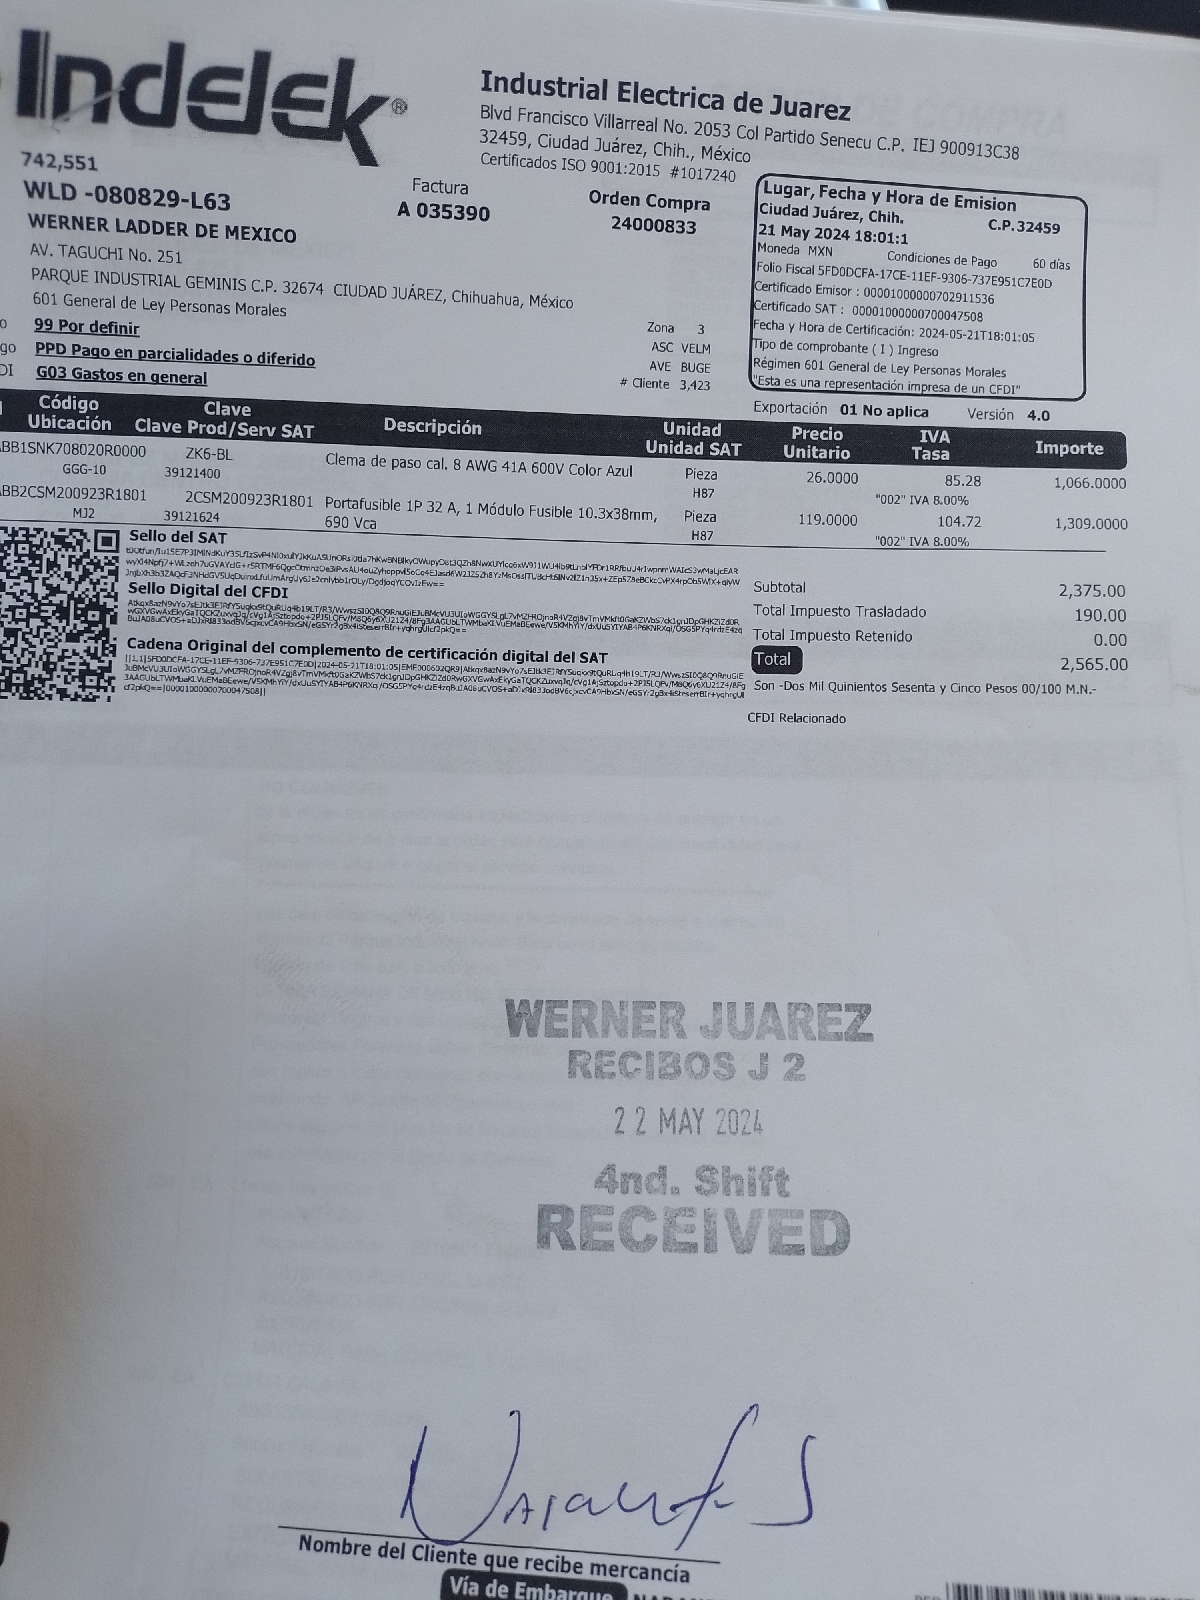 Indelek®
Industrial Electrica de Juarez
Blvd Francisco Villarreal No. 2053 Col Partido Senecu C.P. IEJ 900913C38
32459, Ciudad Juárez, Chih., México
Certificados ISO 9001:2015 #1017240
742,551
WLD -080829-L63
WERNER LADDER DE MEXICO
AV. TAGUCHI No. 251
PARQUE INDUSTRIAL GEMINIS C.P. 32674 CIUDAD JUÁREZ, Chihuahua, México
601 General de Ley Personas Morales
99 Por definir
PPD Pago en parcialidades o diferido
G03 Gastos en general
Factura
A 035390
Orden Compra
24000833
Zona 3
ASC VELM
AVE BUGE
# Cliente 3,423
Lugar, Fecha y Hora de Emision
Ciudad Juárez, Chih. C.P.32459
21 May 2024 18:01:1
Moneda MXN Condiciones de Pago 60 días
Folio Fiscal 5FD0DCFA-17CE-11EF-9306-737E951C7E0D
Certificado Emisor : 00001000000702911536
Certificado SAT : 00001000000700047508
Fecha y Hora de Certificación: 2024-05-21T18:01:05
Tipo de comprobante ( I ) Ingreso
Régimen 601 General de Ley Personas Morales
"Esta es una representación impresa de un CFDI"
Exportación 01 No aplica Versión 4.0
Código Ubicación Clave Clave Prod/Serv SAT Descripción Unidad Unidad SAT Precio Unitario IVA Tasa Importe
ABB1SNK708020R0000 ZK6-BL Clema de paso cal. 8 AWG 41A 600V Color Azul Pieza 26.0000 85.28 1,066.0000
GGG-10 39121400 H87 "002" IVA 8.00%
ABB2CSM200923R1801 2CSM200923R1801 Portafusible 1P 32 A, 1 Módulo Fusible 10.3x38mm, Pieza 119.0000 104.72 1,309.0000
MJ2 39121624 690 Vca H87 "002" IVA 8.00%
Sello del SAT
Sello Digital del CFDI
Cadena Original del complemento de certificación digital del SAT
Subtotal 2,375.00
Total Impuesto Trasladado 190.00
Total Impuesto Retenido 0.00
Total 2,565.00
Son -Dos Mil Quinientos Sesenta y Cinco Pesos 00/100 M.N.-
CFDI Relacionado
WERNER JUAREZ
RECIBOS J 2
22 MAY 2024
4nd. Shift
RECEIVED
Nombre del Cliente que recibe mercancía
Vía de Embarque